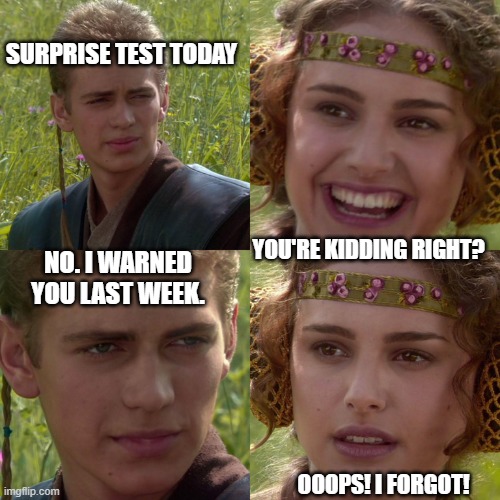 SURPRISE TEST TODAY
YOU'RE KIDDING RIGHT?
NO. I WARNED
YOU LAST WEEK.
OOOPS! I FORGOT!
imgflip.com